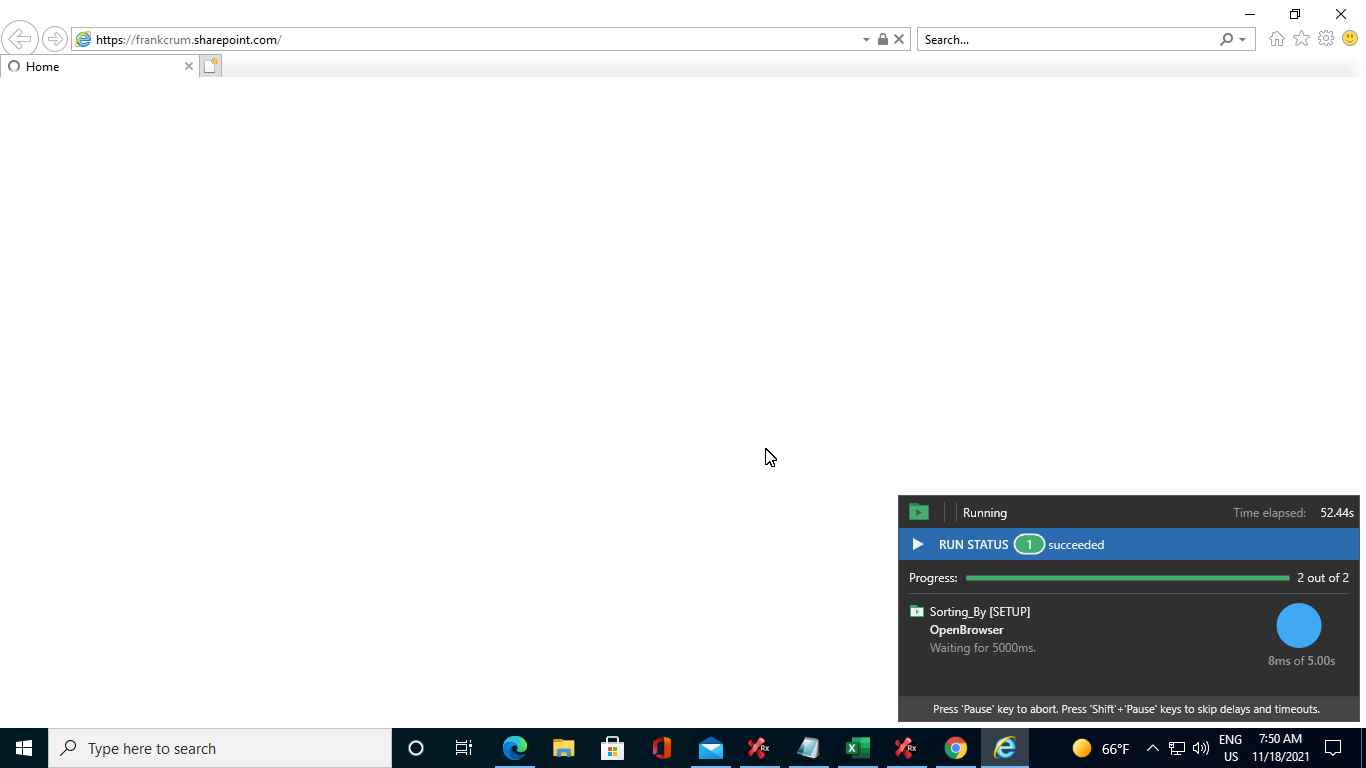 https://frankcrum.sharepoint.com/
Search...
Home
Running
Time elapsed: 52.44s
RUN STATUS 1 succeeded
Progress: 2 out of 2
Sorting_By [SETUP]
OpenBrowser
Waiting for 5000ms.
8ms of 5.00s
Press 'Pause' key to abort. Press 'Shift'+'Pause' keys to skip delays and timeouts.
Type here to search
Rx
Rx
66°F
ENG
US
7:50 AM
11/18/2021